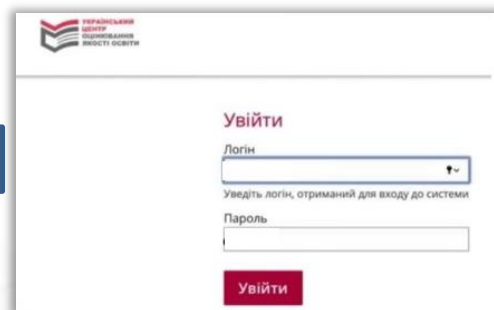 УКРАЇНСЬКИЙ
ЦЕНТР
ОЦІНЮВАННЯ
ЯКОСТІ ОСВІТИ
Увійти
Логін
Уведіть логін, отриманий для входу до системи
Пароль
Увійти